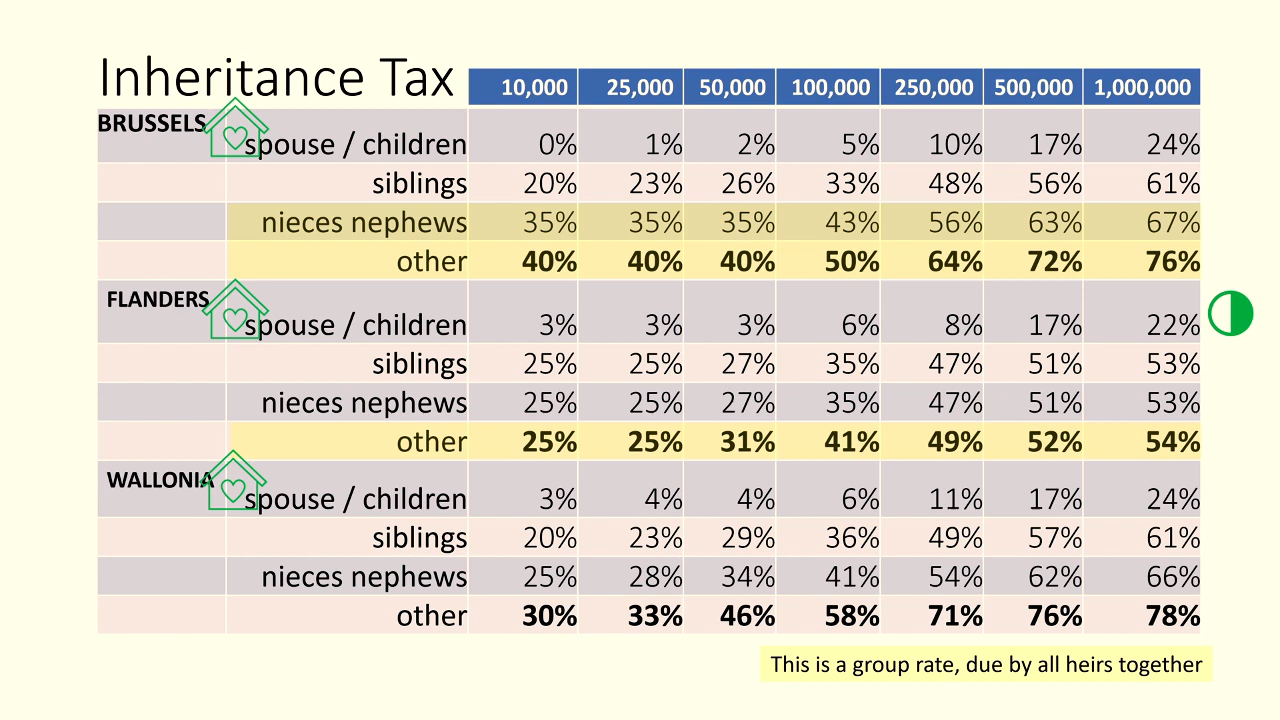 Inheritance Tax 10,000 25,000 50,000 100,000 250,000 500,000 1,000,000
BRUSSELS
spouse / children 0% 1% 2% 5% 10% 17% 24%
siblings 20% 23% 26% 33% 48% 56% 61%
nieces nephews 35% 35% 35% 43% 56% 63% 67%
other 40% 40% 40% 50% 64% 72% 76%
FLANDERS
spouse / children 3% 3% 3% 6% 8% 17% 22%
siblings 25% 25% 27% 35% 47% 51% 53%
nieces nephews 25% 25% 27% 35% 47% 51% 53%
other 25% 25% 31% 41% 49% 52% 54%
WALLONIA
spouse / children 3% 4% 4% 6% 11% 17% 24%
siblings 20% 23% 29% 36% 49% 57% 61%
nieces nephews 25% 28% 34% 41% 54% 62% 66%
other 30% 33% 46% 58% 71% 76% 78%
This is a group rate, due by all heirs together